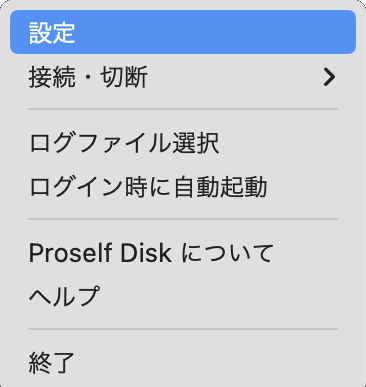 設定
接続・切断
ログファイル選択
ログイン時に自動起動
Proself Disk について
ヘルプ
終了